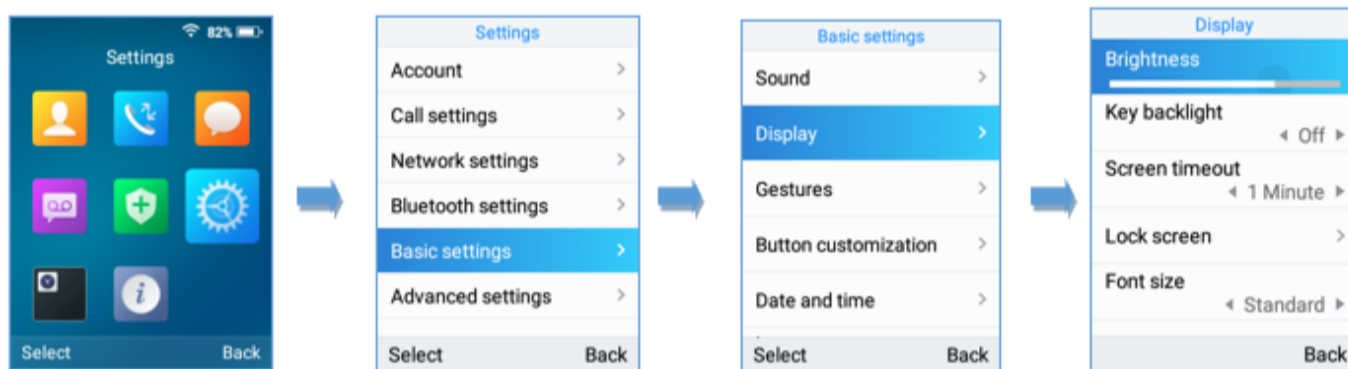 82%
Settings
Select Back
Settings
Account
Call settings
Network settings
Bluetooth settings
Basic settings
Advanced settings
Select Back
Basic settings
Sound
Display
Gestures
Button customization
Date and time
Select Back
Display
Brightness
Key backlight
Off
Screen timeout
1 Minute
Lock screen
Font size
Standard
Back